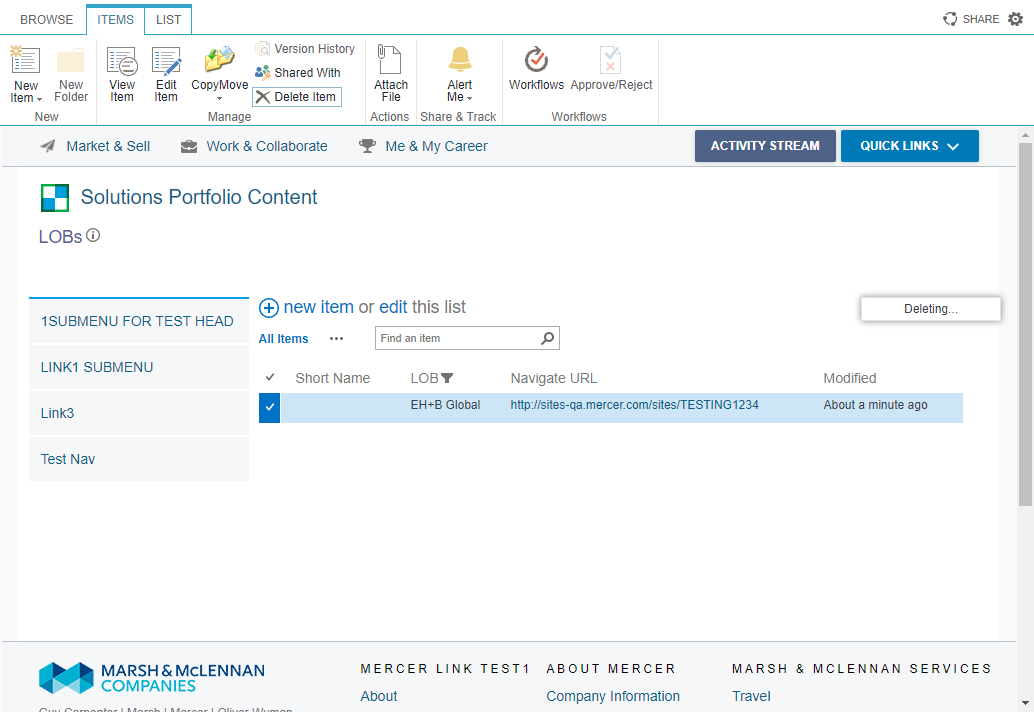 BROWSE ITEMS LIST SHARE
New Item New Folder View Item Edit Item CopyMove Version History
Shared With
Delete Item
Attach File Alert Me Workflows Approve/Reject
New Manage Actions Share & Track Workflows
Market & Sell Work & Collaborate Me & My Career ACTIVITY STREAM QUICK LINKS
Solutions Portfolio Content
LOBs
1SUBMENU FOR TEST HEAD
LINK1 SUBMENU
Link3
Test Nav
new item or edit this list
Deleting...
All Items ••• Find an item
Short Name LOB Navigate URL Modified
EH+B Global http://sites-qa.mercer.com/sites/TESTING1234 About a minute ago
MARSH & McLENNAN
COMPANIES
Guy Carpenter | Marsh | Mercer | Oliver Wyman
MERCER LINK TEST1 ABOUT MERCER MARSH & MCLENNAN SERVICES
About Company Information Travel